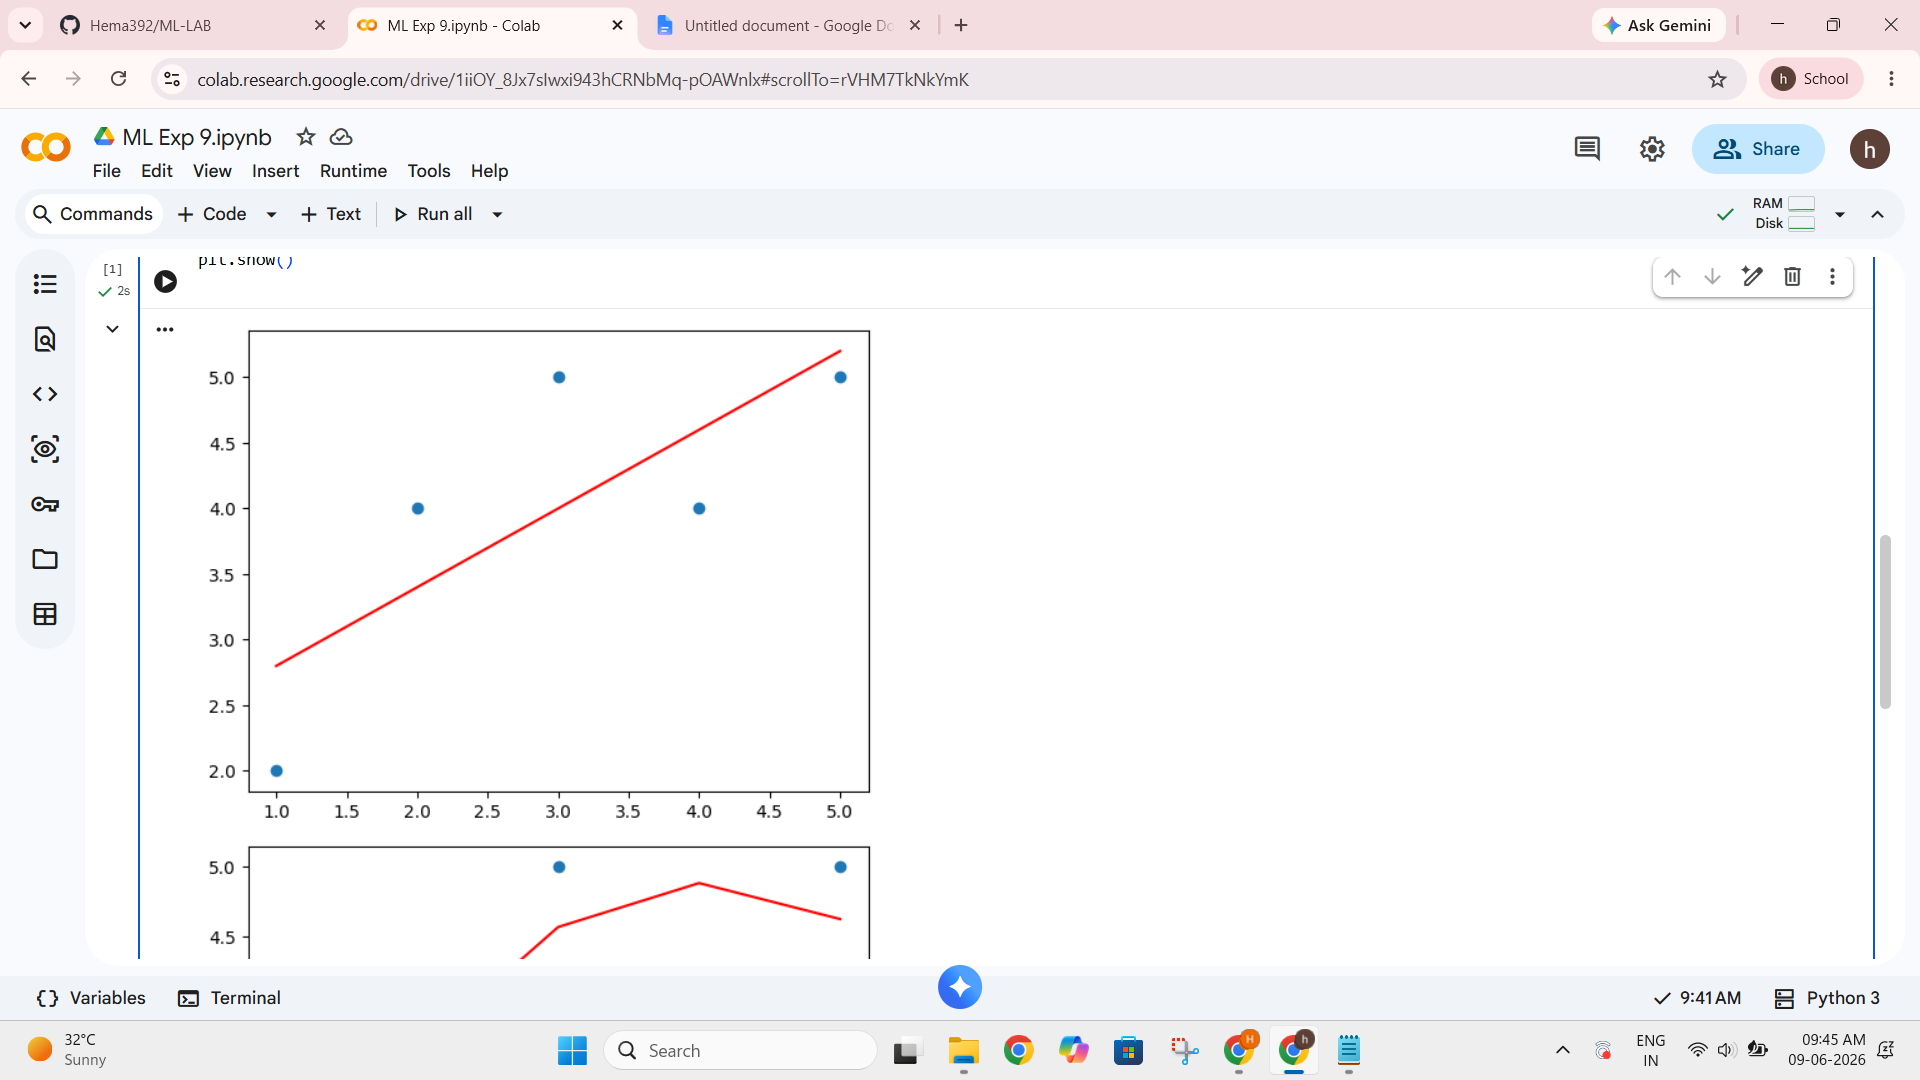 Hema392/ML-LAB
ML Exp 9.ipynb - Colab
Untitled document - Google Do
Ask Gemini
colab.research.google.com/drive/1iiOY_8Jx7sIwxi943hCRNbMq-pOAWnlx#scrollTo=rVHM7TkNkYmK
h School
ML Exp 9.ipynb
File Edit View Insert Runtime Tools Help
Share
h
Commands + Code + Text Run all
RAM
Disk
[1]
2s
plt.show()
5.0
4.5
4.0
3.5
3.0
2.5
2.0
1.0 1.5 2.0 2.5 3.0 3.5 4.0 4.5 5.0
5.0
4.5
Variables Terminal
9:41 AM Python 3
32°C
Sunny
Search
H
h
ENG
IN
09:45 AM
09-06-2026